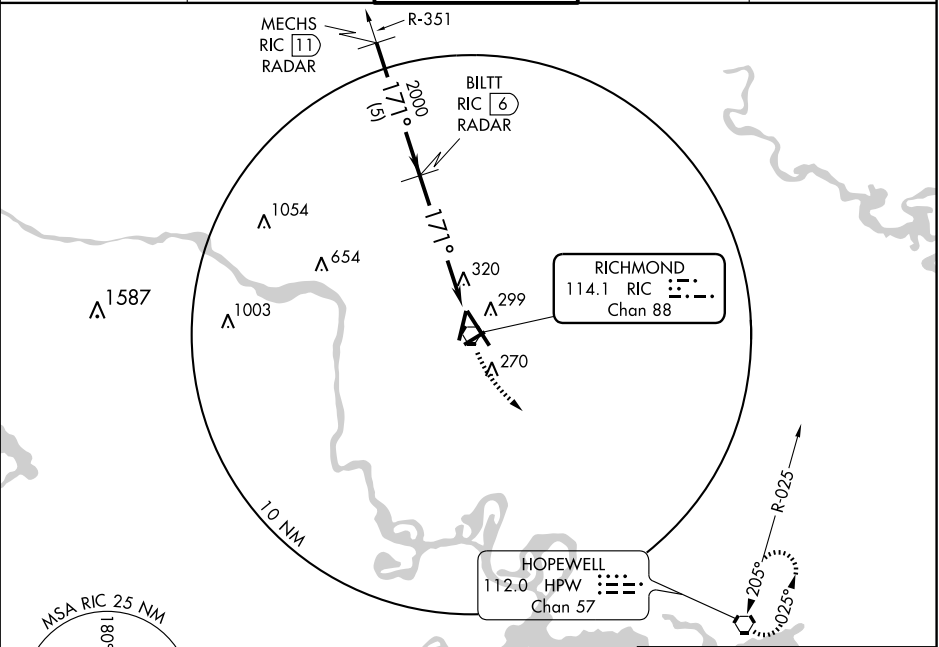 MECHS
RIC 11
RADAR
R-351
2000
171°
(5)
BILTT
RIC 6
RADAR
171°
1054
654
1587
1003
320
299
270
RICHMOND
114.1 RIC
Chan 88
10 NM
R-025
HOPEWELL
112.0 HPW
Chan 57
205°
025°
MSA RIC 25 NM
180°